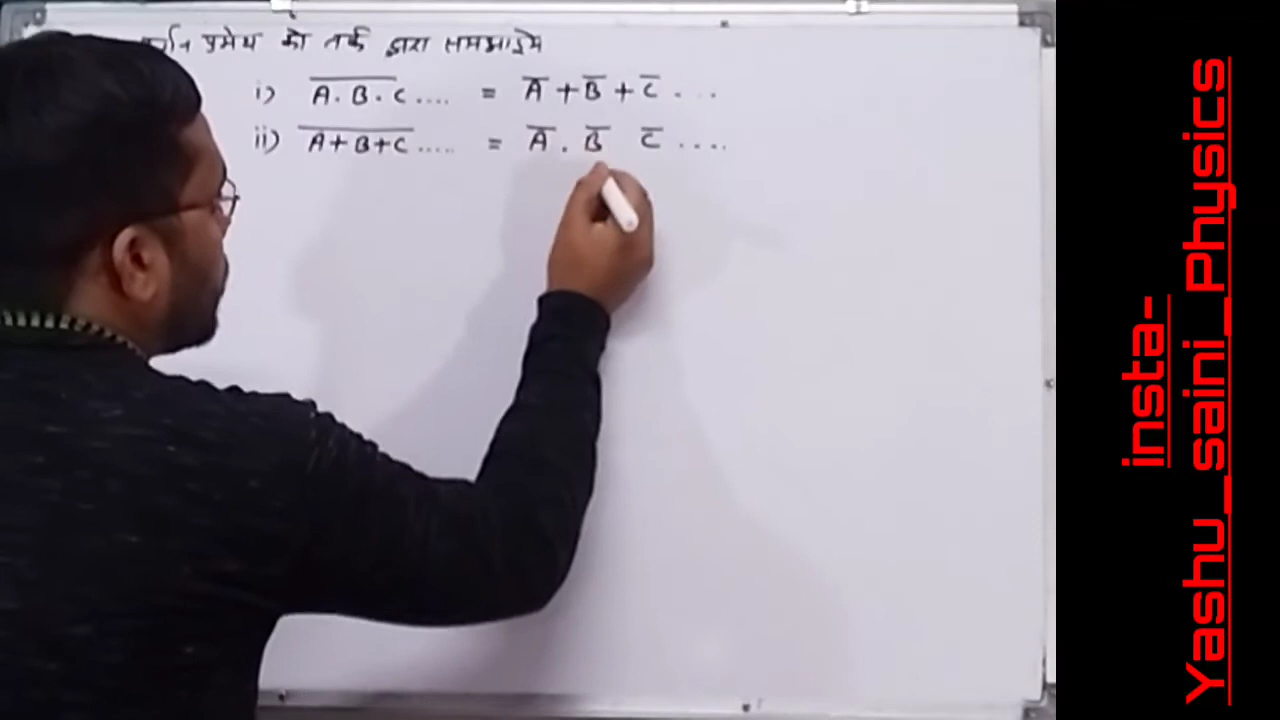 प्रमेय को तर्क द्वारा समझाइये
i) A̅.̅ ̅B̅.̅ ̅C̅.... = A̅ + B̅ + C̅ . . .
ii) A̅+̅ ̅B̅+̅C̅..... = A̅ . B̅ C̅ ....
insta-
Yashu_saini_Physics